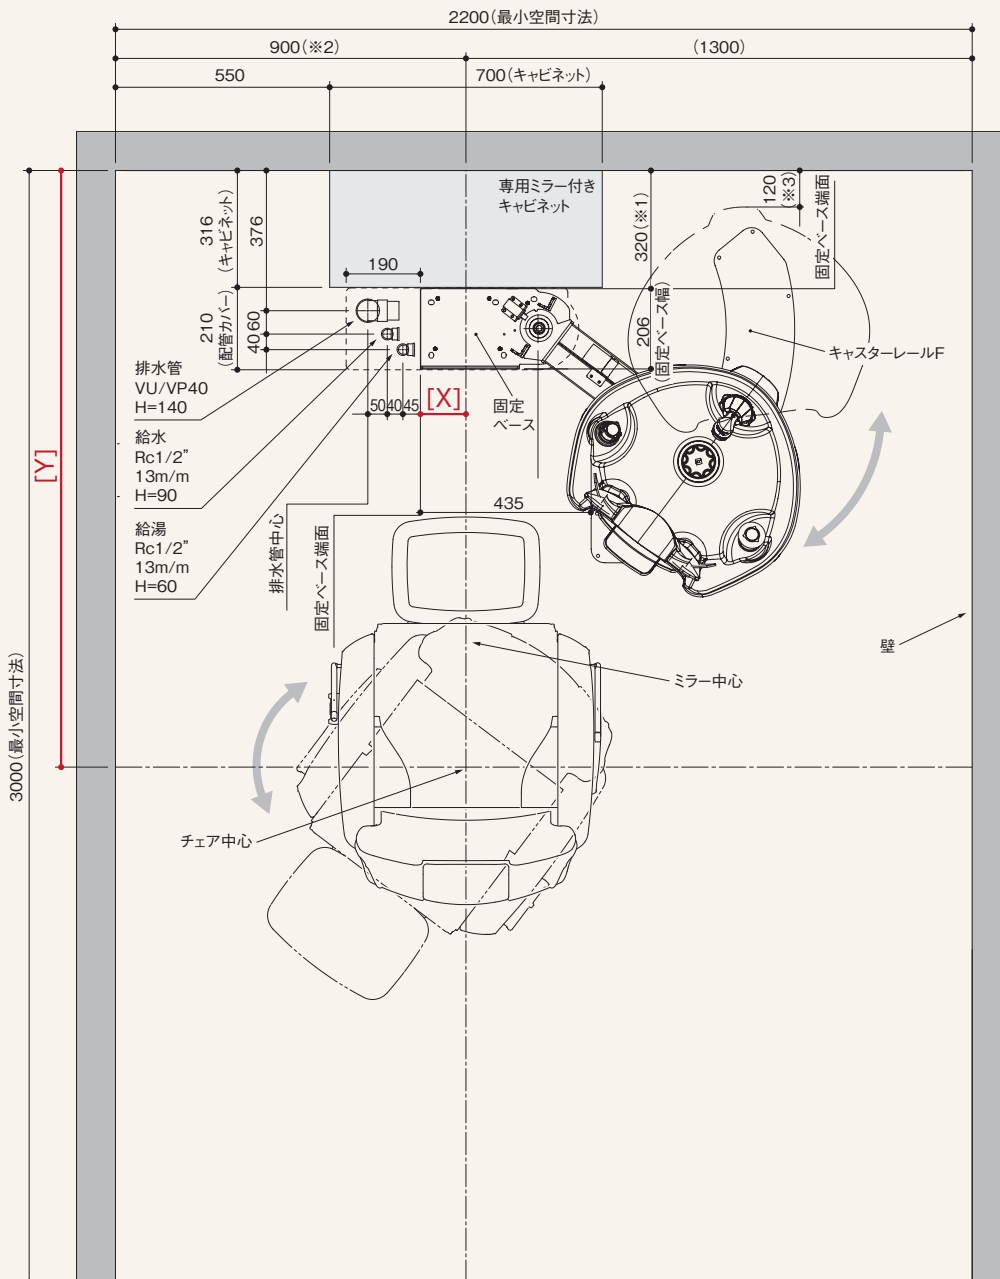 2200(最小空間寸法)
900(※2)
(1300)
550
700(キャビネット)
専用ミラー付き
キャビネット
316
(キャビネット)
376
320(※1)
120
(※3)
固定ベース端面
190
210
(配管カバー)
60
40
206
(固定ベース幅)
キャスターレールF
排水管
VU/VP40
H=140
50
40
45
[X]
固定
ベース
給水
Rc1/2”
13m/m
H=90
[Y]
435
給湯
Rc1/2”
13m/m
H=60
排水管中心
固定ベース端面
壁
ミラー中心
3000(最小空間寸法)
チェア中心